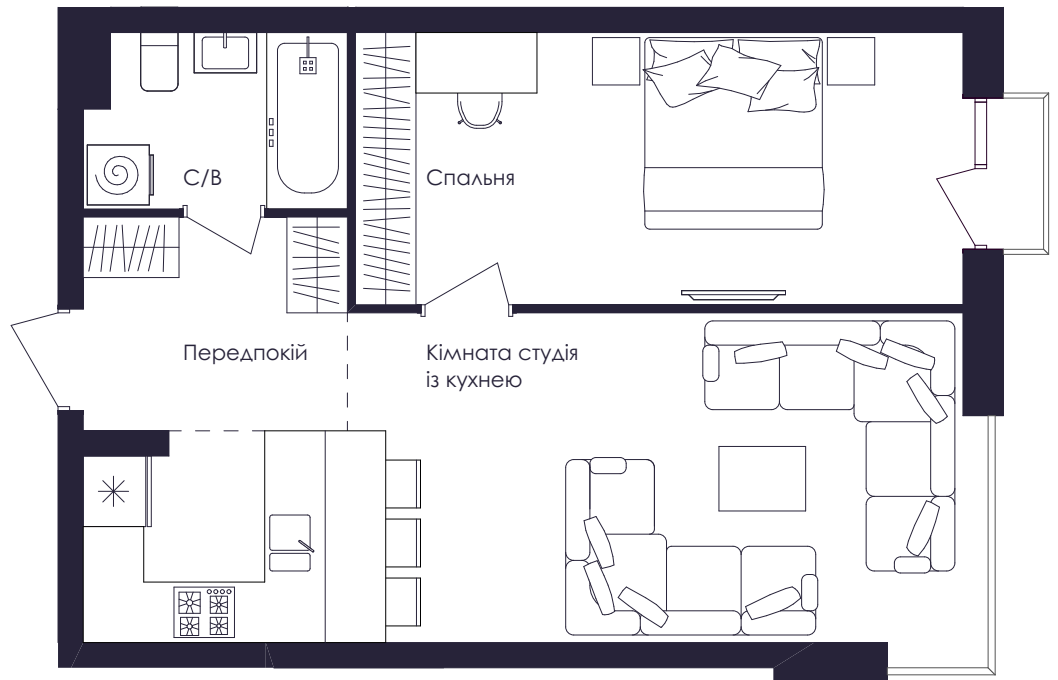 С/В
Спальня
Передпокій
Кімната студія
із кухнею